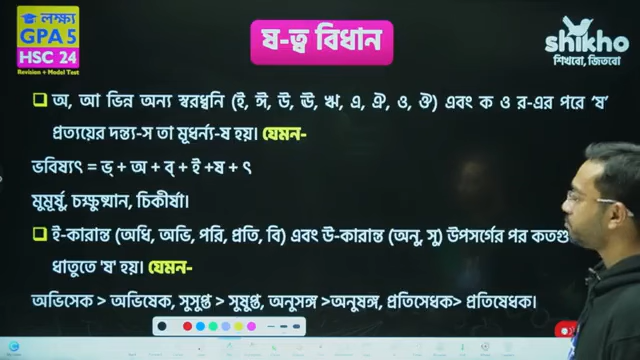 লক্ষ্য
GPA 5
HSC 24
Revision + Model Test
ষ-ত্ব বিধান
shikho
শিখবো, জিতবো
অ, আ ভিন্ন অন্য স্বরধ্বনি (ই, ঈ, উ, ঊ, ঋ, এ, ঐ, ও, ঔ) এবং ক ও র-এর পরে 'ষ'
প্রত্যয়ের দন্ত্য-স তা মূধর্ন্য-ষ হয়। যেমন-
ভবিষ্যৎ = ভ্ + অ + ব্ + ই +ষ + ৎ
মুমূর্ষু, চক্ষুষ্মান, চিকীর্ষা।
ই-কারান্ত (অধি, অভি, পরি, প্রতি, বি) এবং উ-কারান্ত (অনু, সু) উপসর্গের পর কতগু
ধাতুতে 'ষ' হয়। যেমন-
অভিসেক > অভিষেক, সুসুপ্ত > সুষুপ্ত, অনুসঙ্গ >অনুষঙ্গ, প্রতিসেধক> প্রতিষেধক।